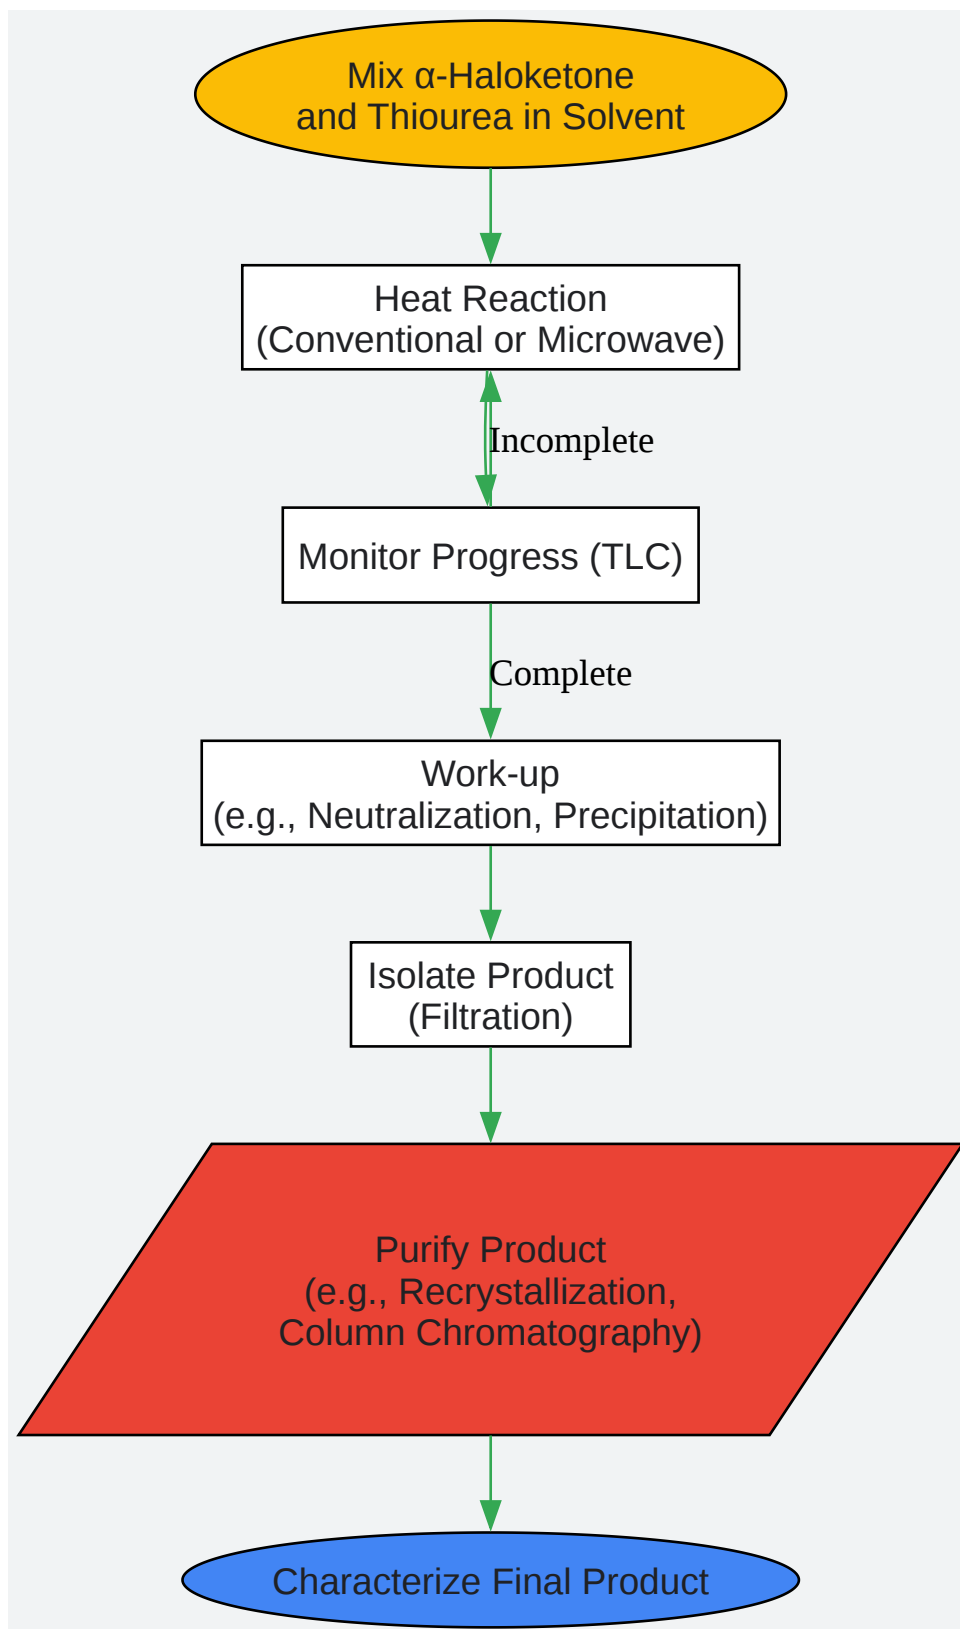 Mix α-Haloketone
and Thiourea in Solvent
Heat Reaction
(Conventional or Microwave)
Incomplete
Monitor Progress (TLC)
Complete
Work-up
(e.g., Neutralization, Precipitation)
Isolate Product
(Filtration)
Purify Product
(e.g., Recrystallization,
Column Chromatography)
Characterize Final Product